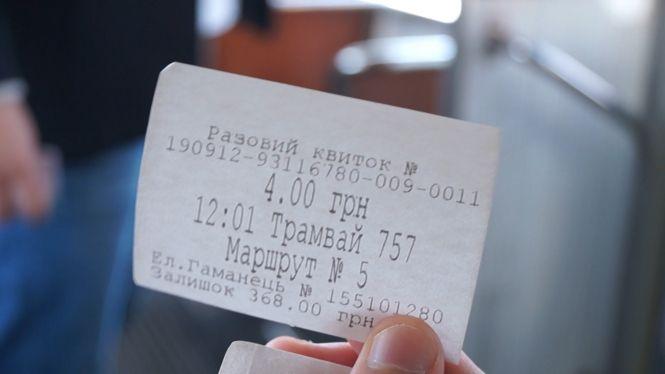 Разовий квиток №
190912-93116780-009-0011
4.00 грн
12:01 Трамвай 757
Маршрут № 5
Ел.Гаманець № 155101280
Залишок 368.00 грн